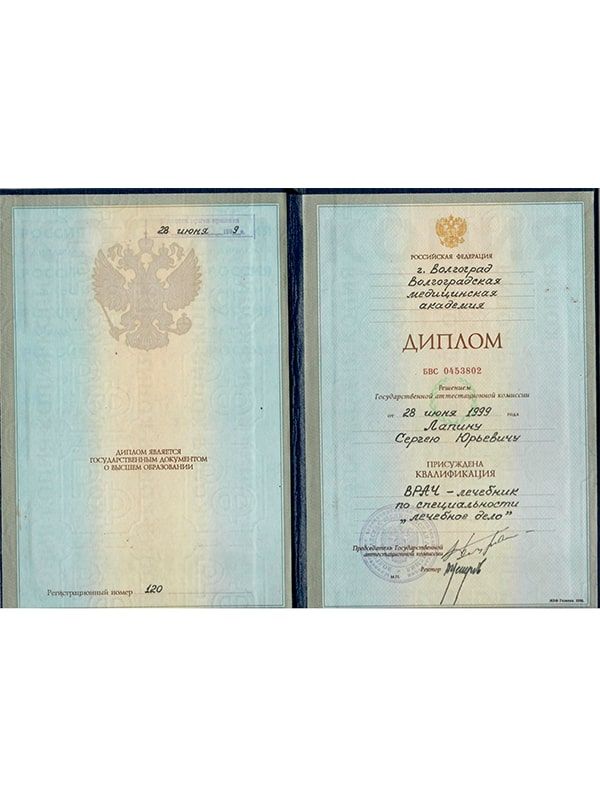 28 июня 1999 г.
ДИПЛОМ ЯВЛЯЕТСЯ
ГОСУДАРСТВЕННЫМ ДОКУМЕНТОМ
О ВЫСШЕМ ОБРАЗОВАНИИ
Регистрационный номер 120
РОССИЙСКАЯ ФЕДЕРАЦИЯ
г. Волгоград
Волгоградская
медицинская
академия
ДИПЛОМ
БВС 0453802
Решением
Государственной аттестационной комиссии
от 28 июня 1999 года
Лапину
Сергею Юрьевичу
ПРИСУЖДЕНА
КВАЛИФИКАЦИЯ
ВРАЧ - лечебник
по специальности
„лечебное дело”
Председатель Государственной
аттестационной комиссии
Ректор
М.П.